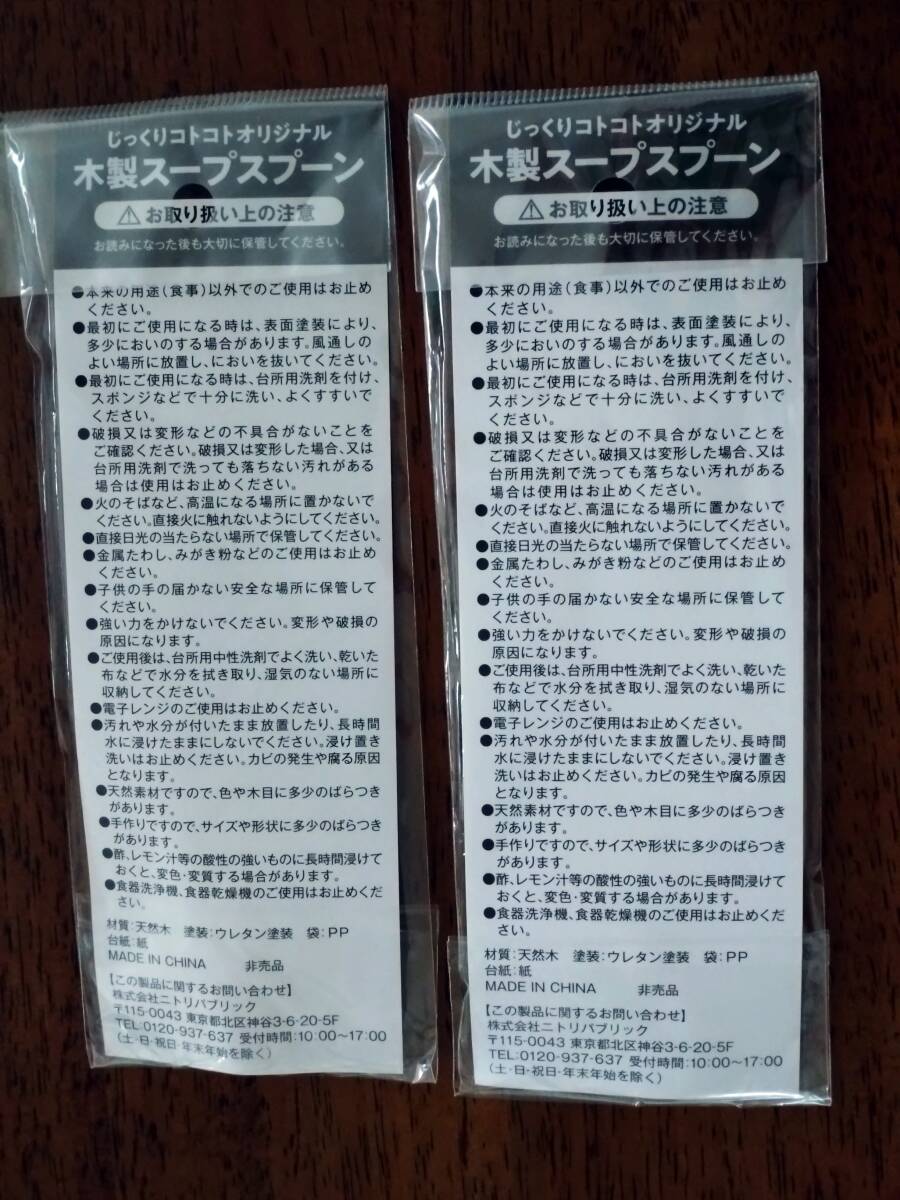 じっくりコトコトオリジナル
木製スープスプーン
⚠お取り扱い上の注意
お読みになった後も大切に保管してください。
●本来の用途(食事)以外でのご使用はお止め
ください。
●最初にご使用になる時は、表面塗装により、
多少においのする場合があります。風通しの
よい場所に放置し、においを抜いてください。
●最初にご使用になる時は、台所用洗剤を付け、
スポンジなどで十分に洗い、よくすすいで
ください。
●破損又は変形などの不具合がないことを
ご確認ください。破損又は変形した場合、又は
台所用洗剤で洗っても落ちない汚れがある
場合は使用はお止めください。
●火のそばなど、高温になる場所に置かないで
ください。直接火に触れないようにしてください。
●直接日光の当たらない場所で保管してください。
●金属たわし、みがき粉などのご使用はお止め
ください。
●子供の手の届かない安全な場所に保管して
ください。
●強い力をかけないでください。変形や破損の
原因になります。
●ご使用後は、台所用中性洗剤でよく洗い、乾いた
布などで水分を拭き取り、湿気のない場所に
収納してください。
●電子レンジのご使用はお止めください。
●汚れや水分が付いたまま放置したり、長時間
水に浸けたままにしないでください。浸け置き
洗いはお止めください。カビの発生や腐る原因
となります。
●天然素材ですので、色や木目に多少のばらつき
があります。
●手作りですので、サイズや形状に多少のばらつき
があります。
●酢、レモン汁等の酸性の強いものに長時間浸けて
おくと、変色・変質する場合があります。
●食器洗浄機、食器乾燥機のご使用はお止めくだ
さい。
材質:天然木 塗装:ウレタン塗装 袋:PP
台紙:紙
MADE IN CHINA 非売品
【この製品に関するお問い合わせ】
株式会社ニトリパブリック
〒115-0043 東京都北区神谷3-6-20-5F
TEL:0120-937-637 受付時間:10:00～17:00
(土・日・祝日・年末年始を除く)
じっくりコトコトオリジナル
木製スープスプーン
⚠お取り扱い上の注意
お読みになった後も大切に保管してください。
●本来の用途(食事)以外でのご使用はお止め
ください。
●最初にご使用になる時は、表面塗装により、
多少においのする場合があります。風通しの
よい場所に放置し、においを抜いてください。
●最初にご使用になる時は、台所用洗剤を付け、
スポンジなどで十分に洗い、よくすすいで
ください。
●破損又は変形などの不具合がないことを
ご確認ください。破損又は変形した場合、又は
台所用洗剤で洗っても落ちない汚れがある
場合は使用はお止めください。
●火のそばなど、高温になる場所に置かないで
ください。直接火に触れないようにしてください。
●直接日光の当たらない場所で保管してください。
●金属たわし、みがき粉などのご使用はお止め
ください。
●子供の手の届かない安全な場所に保管して
ください。
●強い力をかけないでください。変形や破損の
原因になります。
●ご使用後は、台所用中性洗剤でよく洗い、乾いた
布などで水分を拭き取り、湿気のない場所に
収納してください。
●電子レンジのご使用はお止めください。
●汚れや水分が付いたまま放置したり、長時間
水に浸けたままにしないでください。浸け置き
洗いはお止めください。カビの発生や腐る原因
となります。
●天然素材ですので、色や木目に多少のばらつき
があります。
●手作りですので、サイズや形状に多少のばらつき
があります。
●酢、レモン汁等の酸性の強いものに長時間浸けて
おくと、変色・変質する場合があります。
●食器洗浄機、食器乾燥機のご使用はお止めくだ
さい。
材質:天然木 塗装:ウレタン塗装 袋:PP
台紙:紙
MADE IN CHINA 非売品
【この製品に関するお問い合わせ】
株式会社ニトリパブリック
〒115-0043 東京都北区神谷3-6-20-5F
TEL:0120-937-637 受付時間:10:00～17:00
(土・日・祝日・年末年始を除く)